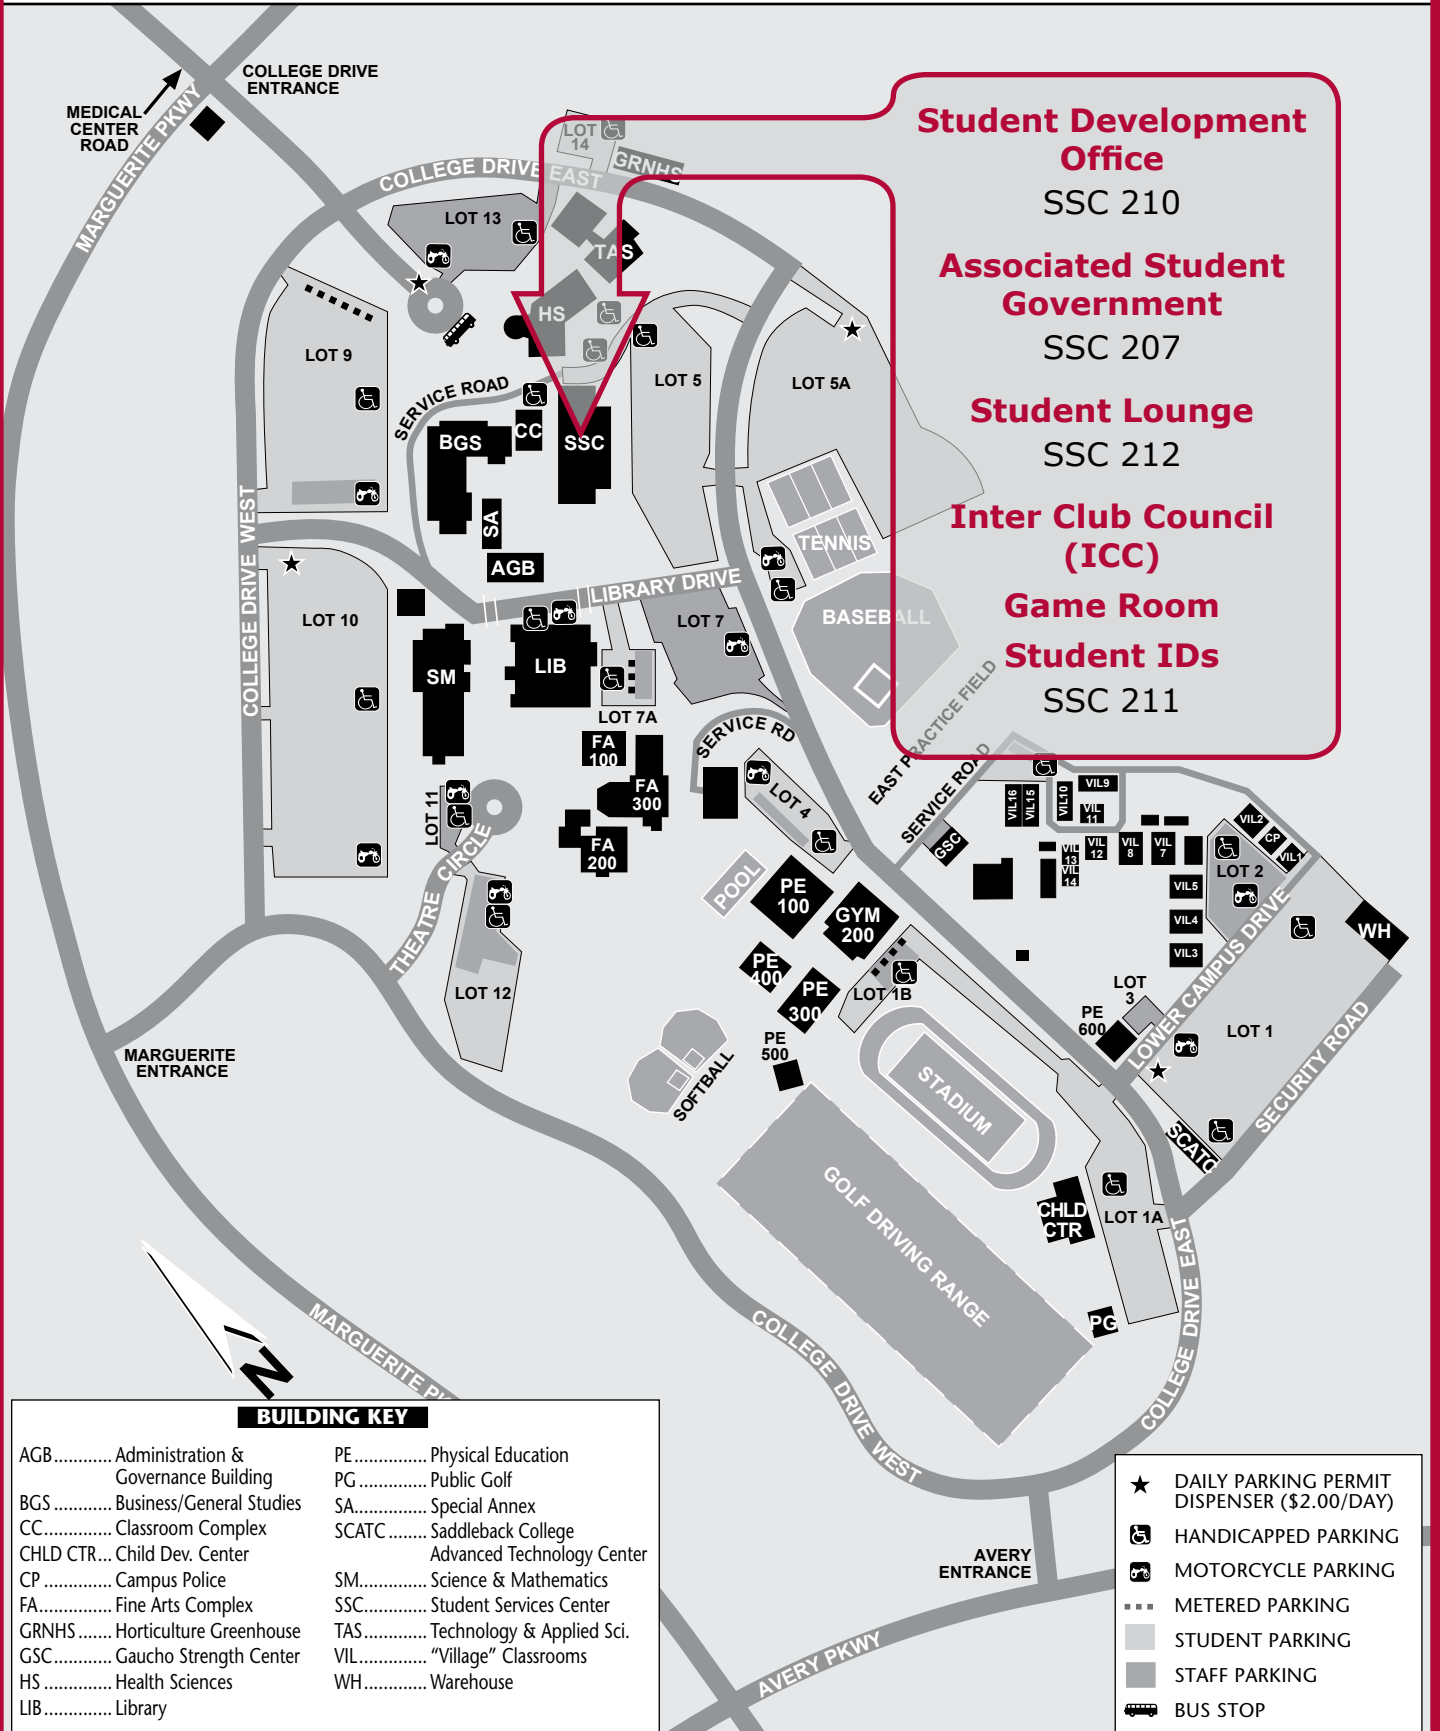 COLLEGE DRIVE
ENTRANCE
MEDICAL
CENTER
ROAD
MARGUERITE PKWY
COLLEGE DRIVE EAST
LOT
14
GRNHS
LOT 13
TAS
HS
LOT 9
SERVICE ROAD
LOT 5
LOT 5A
BGS
CC
SSC
SA
AGB
COLLEGE DRIVE WEST
LIBRARY DRIVE
TENNIS
BASEBALL
Student Development
Office
SSC 210
Associated Student
Government
SSC 207
Student Lounge
SSC 212
Inter Club Council
(ICC)
Game Room
Student IDs
SSC 211
LOT 10
SM
LIB
LOT 7
LOT 7A
FA
100
FA
300
FA
200
SERVICE RD
LOT 4
EAST PRACTICE FIELD
SERVICE ROAD
LOT 11
THEATRE CIRCLE
LOT 12
POOL
PE
100
GYM
200
PE
400
PE
300
LOT 1B
PE
500
GSC
VIL16
VIL15
VIL10
VIL9
VIL
11
VIL
13
VIL
14
VIL
12
VIL
8
VIL
7
VIL2
CP
VIL1
LOT 2
VIL5
VIL4
VIL3
WH
LOT
3
PE
600
LOWER CAMPUS DRIVE
LOT 1
SECURITY ROAD
SCATC
MARGUERITE
ENTRANCE
SOFTBALL
STADIUM
GOLF DRIVING RANGE
CHLD
CTR
LOT 1A
PG
COLLEGE DRIVE EAST
COLLEGE DRIVE WEST
MARGUERITE PK
N
AVERY
ENTRANCE
AVERY PKWY
BUILDING KEY
AGB............ Administration &
Governance Building
BGS ............ Business/General Studies
CC.............. Classroom Complex
CHLD CTR... Child Dev. Center
CP .............. Campus Police
FA............... Fine Arts Complex
GRNHS ....... Horticulture Greenhouse
GSC............ Gaucho Strength Center
HS .............. Health Sciences
LIB .............. Library
PE............... Physical Education
PG .............. Public Golf
SA............... Special Annex
SCATC ........ Saddleback College
Advanced Technology Center
SM.............. Science & Mathematics
SSC............. Student Services Center
TAS............. Technology & Applied Sci.
VIL.............. "Village" Classrooms
WH............. Warehouse
DAILY PARKING PERMIT
DISPENSER ($2.00/DAY)
HANDICAPPED PARKING
MOTORCYCLE PARKING
METERED PARKING
STUDENT PARKING
STAFF PARKING
BUS STOP